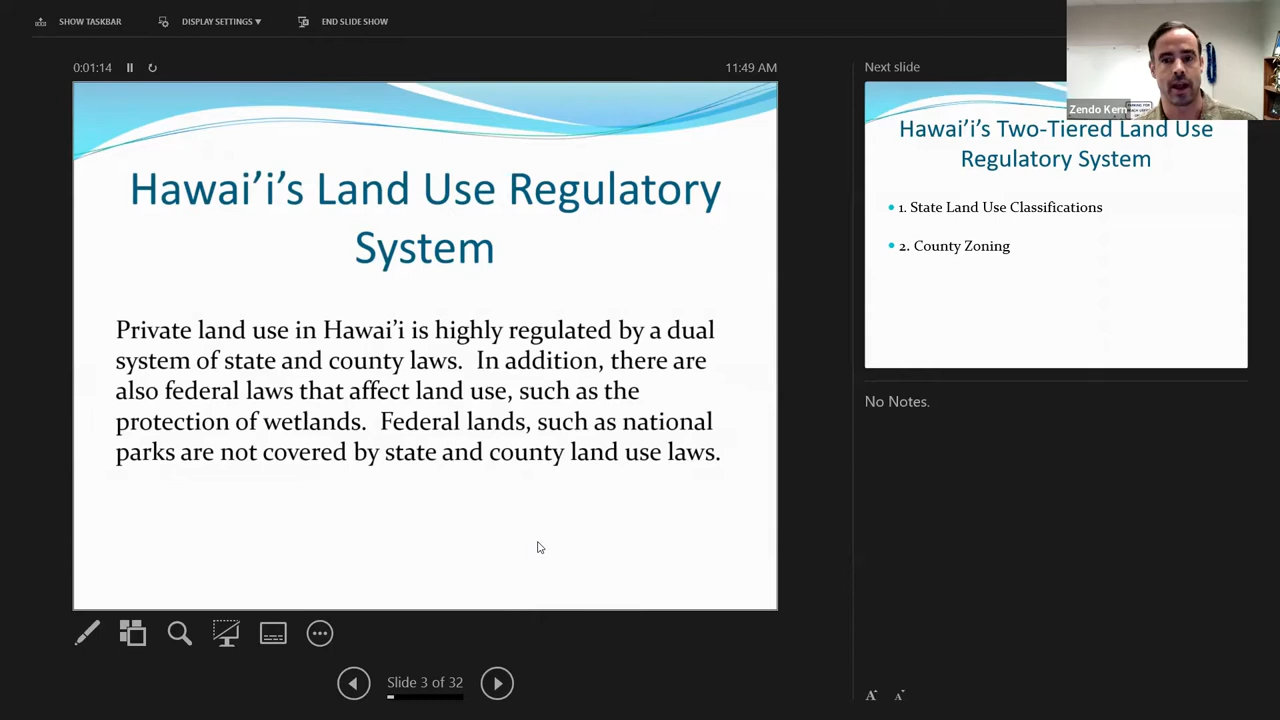 SHOW TASKBAR
DISPLAY SETTINGS ▼
END SLIDE SHOW
0:01:14
11:49 AM
Hawai’i’s Land Use Regulatory
System
Private land use in Hawai’i is highly regulated by a dual
system of state and county laws.  In addition, there are
also federal laws that affect land use, such as the
protection of wetlands.  Federal lands, such as national
parks are not covered by state and county land use laws.
Slide 3 of 32
Next slide
Zendo Kern
Hawai’i’s Two-Tiered Land Use
Regulatory System
• 1. State Land Use Classifications
• 2. County Zoning
No Notes.
A A